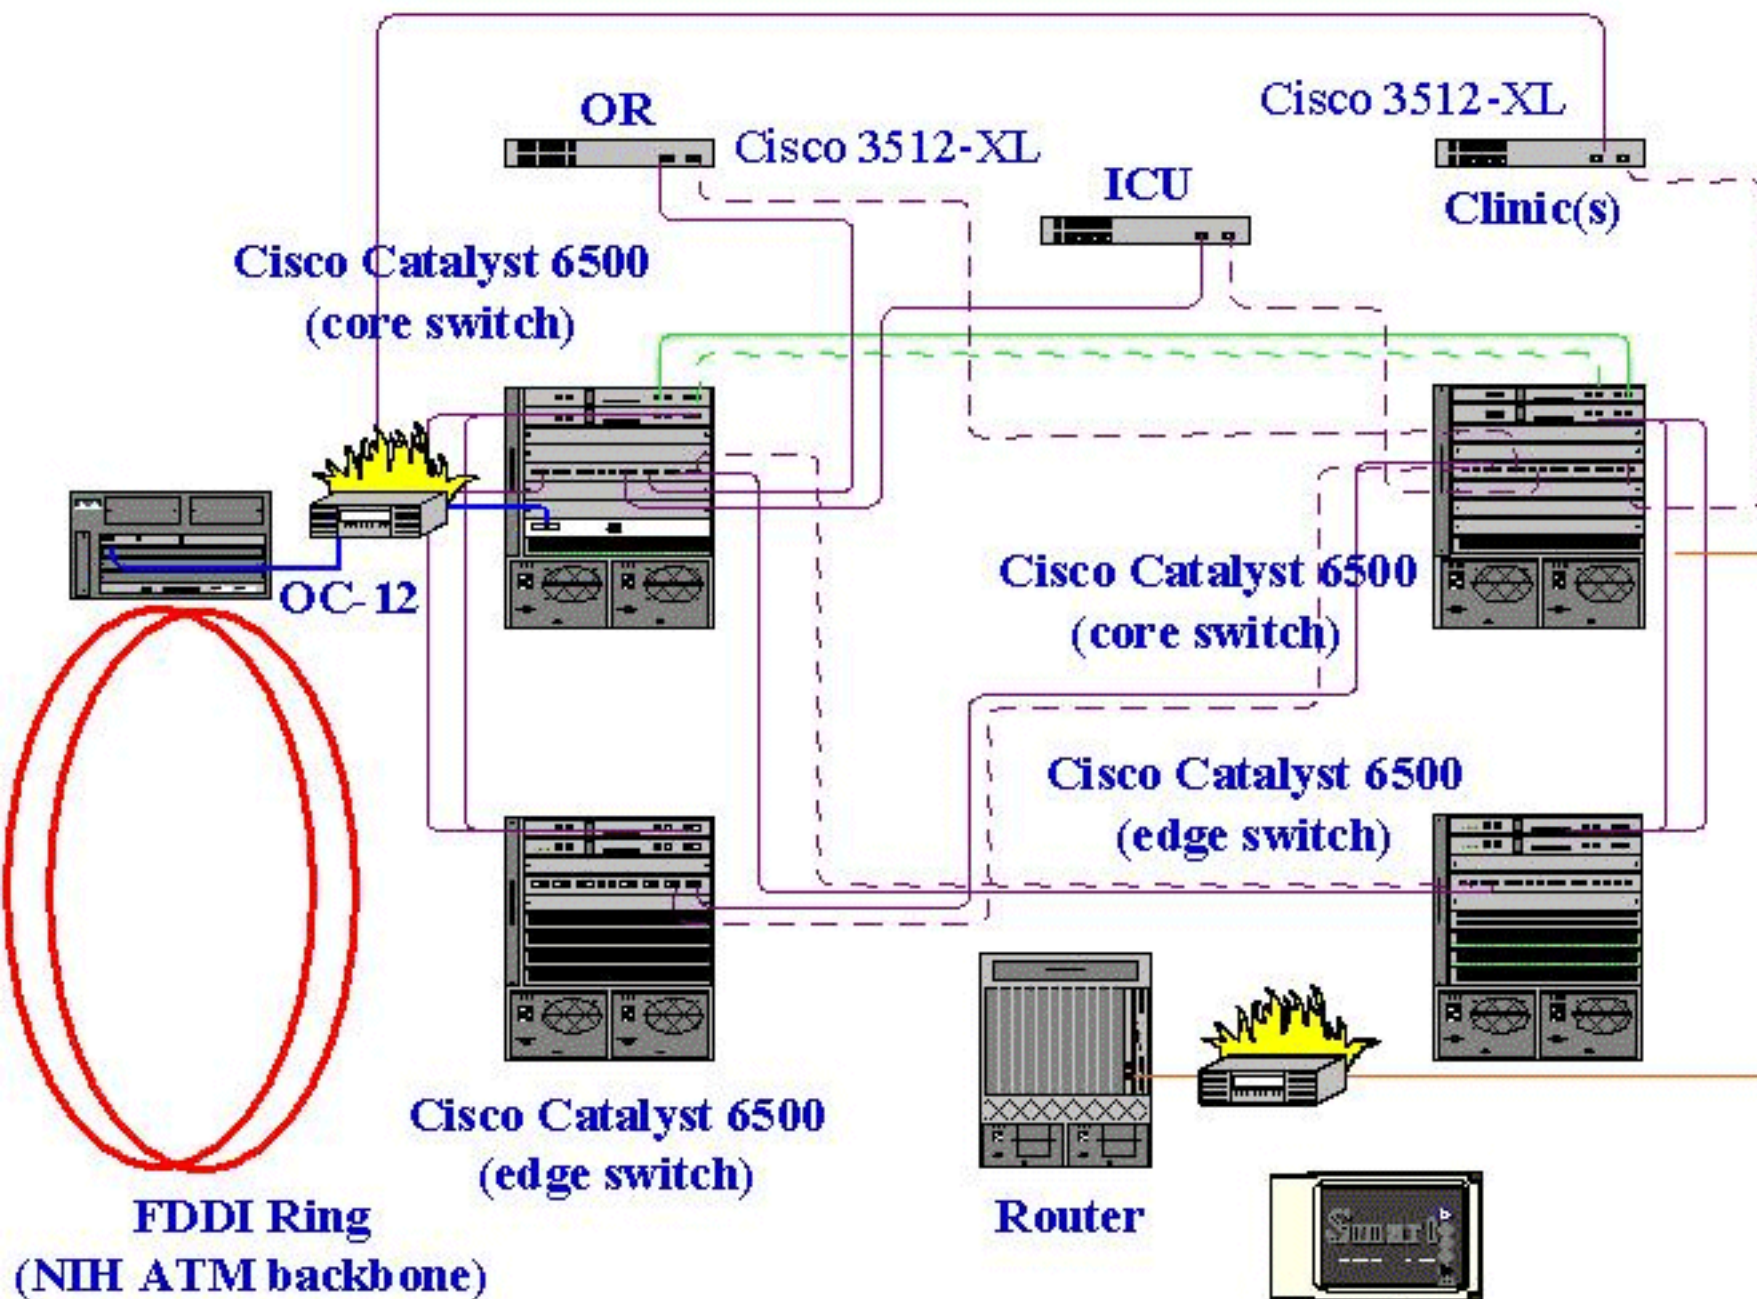 OR
Cisco 3512-XL
Cisco 3512-XL
ICU
Clinic(s)
Cisco Catalyst 6500
(core switch)
OC-12
Cisco Catalyst 6500
(core switch)
Cisco Catalyst 6500
(edge switch)
Cisco Catalyst 6500
(edge switch)
FDDI Ring
(NIH ATM backbone)
Router